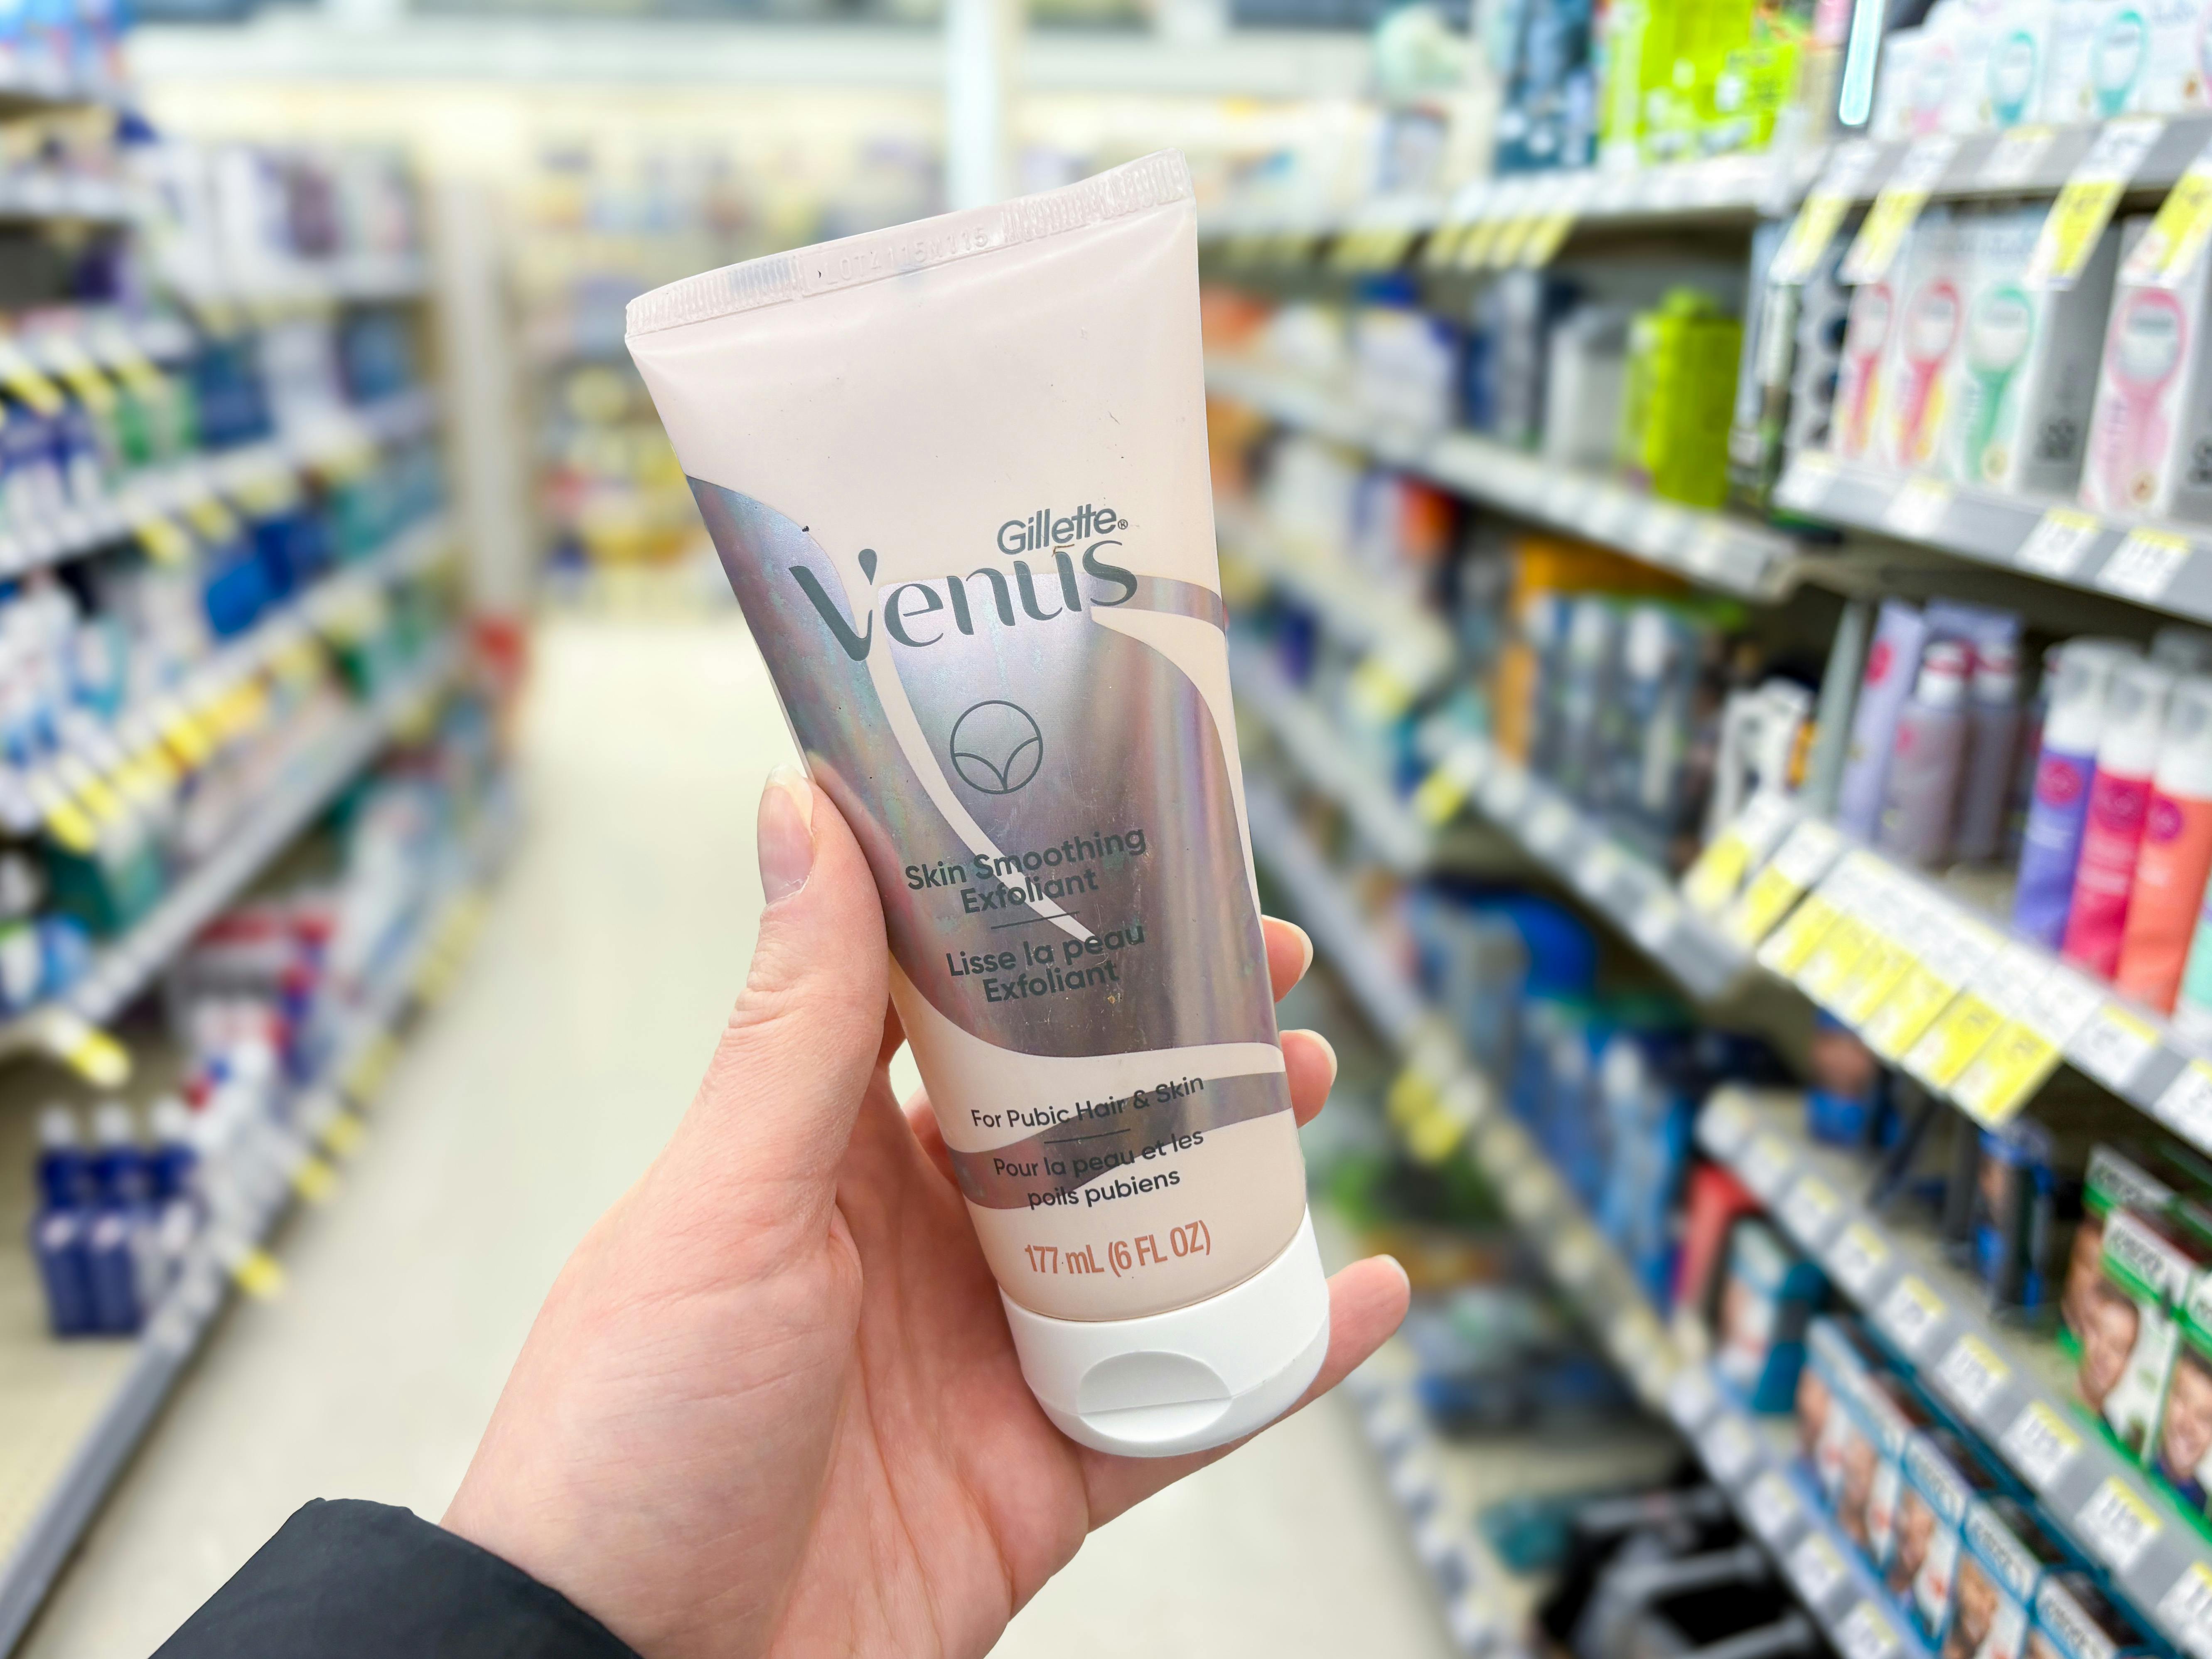 Gillette®
Venus
Skin Smoothing
Exfoliant
Lisse la peau
Exfoliant
For Pubic Hair & Skin
Pour la peau et les
poils pubiens
177 mL (6 FL OZ)